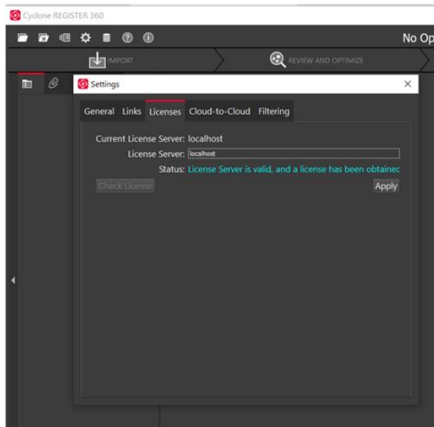 Cyclone REGISTER 360
No Op
IMPORT
REVIEW AND OPTIMIZE
Settings
General Links Licenses Cloud-to-Cloud Filtering
Current License Server: localhost
License Server: localhost
Status: License Server is valid, and a license has been obtained
Check License
Apply